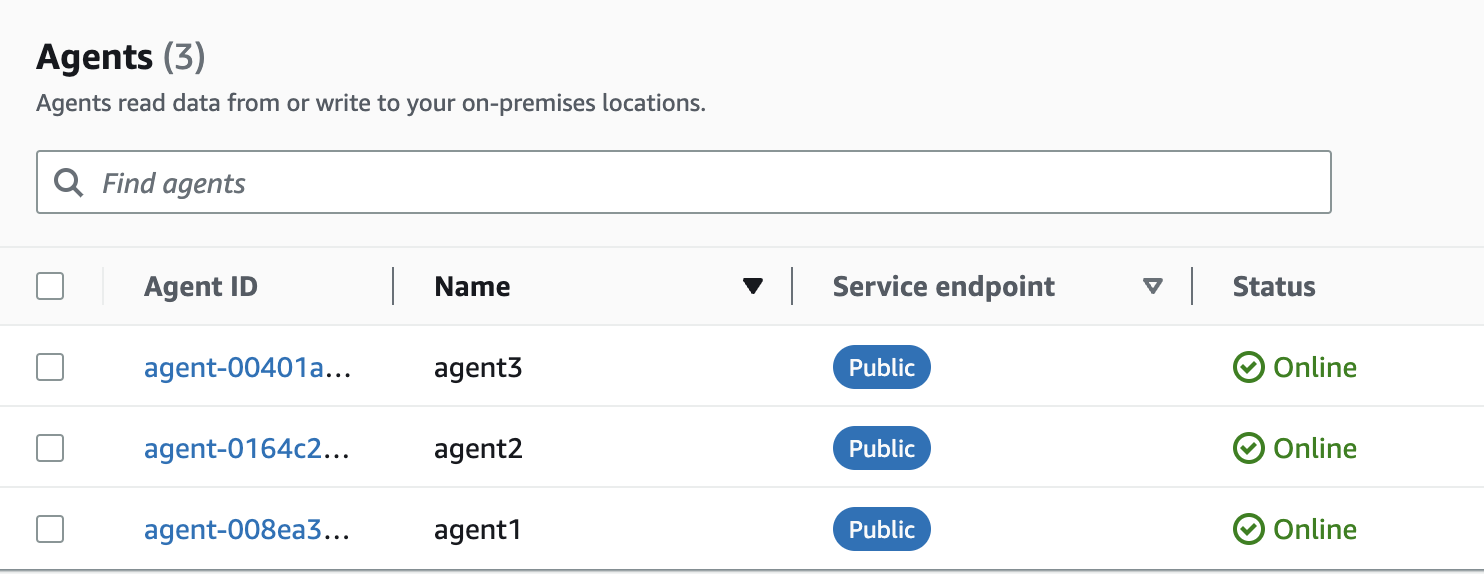 Agents (3)
Agents read data from or write to your on-premises locations.
Find agents
Agent ID Name Service endpoint Status
agent-00401a... agent3 Public Online
agent-0164c2... agent2 Public Online
agent-008ea3... agent1 Public Online